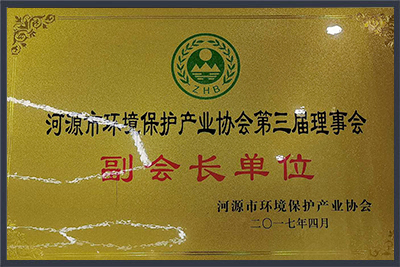 ZHB
河源市环境保护产业协会第三届理事会
副会长单位
河源市环境保护产业协会
二〇一七年四月